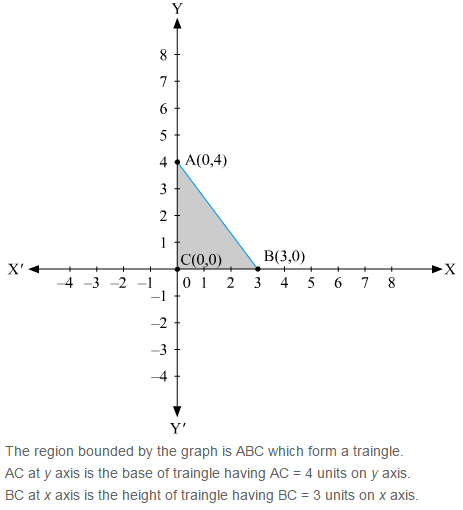 Y
8
7
6
5
4 A(0,4)
3
2
1
C(0,0) B(3,0)
X′ X
–4 –3 –2 –1 0 1 2 3 4 5 6 7 8
–1
–2
–3
–4
Y′
The region bounded by the graph is ABC which form a traingle.
AC at y axis is the base of traingle having AC = 4 units on y axis.
BC at x axis is the height of traingle having BC = 3 units on x axis.